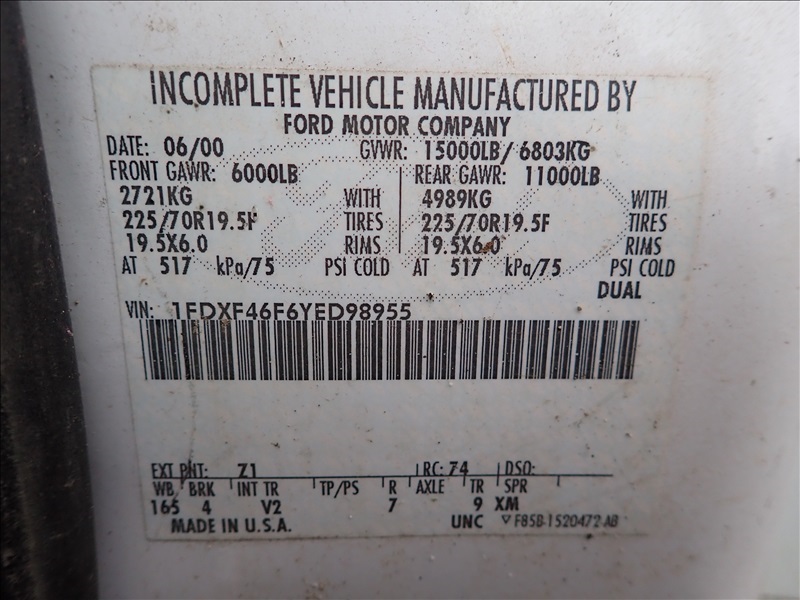 INCOMPLETE VEHICLE MANUFACTURED BY
FORD MOTOR COMPANY
DATE: 06/00 GVWR: 15000LB/ 6803KG
FRONT GAWR: 6000LB REAR GAWR: 11000LB
2721KG WITH 4989KG WITH
225/70R19.5F TIRES 225/70R19.5F TIRES
19.5X6.0 RIMS 19.5X6.0 RIMS
AT 517 kPa/75 PSI COLD AT 517 kPa/75 PSI COLD
DUAL
VIN: 1FDXF46F6YED98955
EXT PNT: Z1 RC: 74 DSO:
WB BRK INT TR TP/PS R AXLE TR SPR
165 4 V2 7 9 XM
MADE IN U.S.A. UNC F85B-1520472-AB